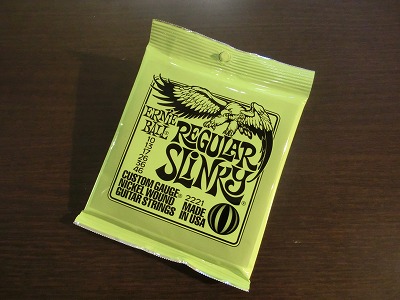 ERNIE
BALL
REGULAR
SLINKY
®
10
13
17
26
36
46
CUSTOM GAUGE® 2221
NICKEL WOUND
GUITAR STRINGS
MADE
IN USA